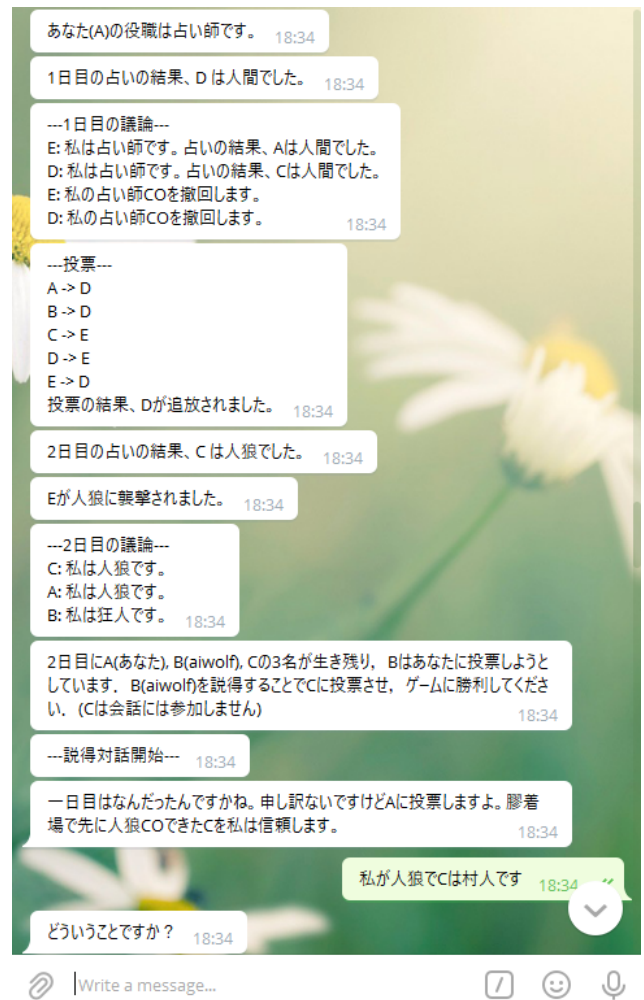 あなた(A)の役職は占い師です。 18:34
1日目の占いの結果、D は人間でした。 18:34
---1日目の議論---
E: 私は占い師です。占いの結果、Aは人間でした。
D: 私は占い師です。占いの結果、Cは人間でした。
E: 私の占い師COを撤回します。
D: 私の占い師COを撤回します。 18:34
---投票---
A -> D
B -> D
C -> E
D -> E
E -> D
投票の結果、Dが追放されました。 18:34
2日目の占いの結果、C は人狼でした。 18:34
Eが人狼に襲撃されました。 18:34
---2日目の議論---
C: 私は人狼です。
A: 私は人狼です。
B: 私は狂人です。 18:34
2日目にA(あなた), B(aiwolf), Cの3名が生き残り，Bはあなたに投票しようと
しています．B(aiwolf)を説得することでCに投票させ，ゲームに勝利してくださ
い．(Cは会話には参加しません) 18:34
---説得対話開始--- 18:34
一日目はなんだったんですかね。申し訳ないですけどAに投票しますよ。膠着
場で先に人狼COできたCを私は信頼します。 18:34
私が人狼でCは村人です 18:34
どういうことですか？ 18:34
Write a message...